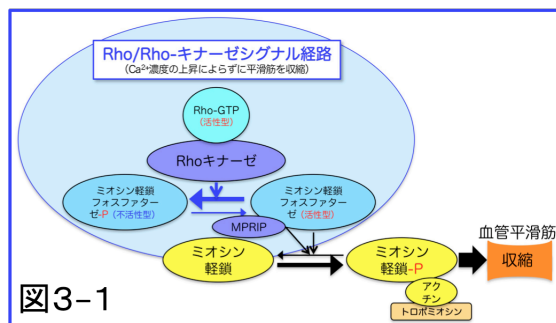 Rho/Rho-キナーゼシグナル経路
(Ca²⁺濃度の上昇によらずに平滑筋を収縮)
Rho-GTP
(活性型)
Rhoキナーゼ
ミオシン軽鎖
フォスファター
ゼ-P (不活性型)
ミオシン軽鎖
フォスファター
ゼ (活性型)
MPRIP
ミオシン
軽鎖
ミオシン
軽鎖-P
アク
チン
トロポミオシン
血管平滑筋
収縮
図3-1